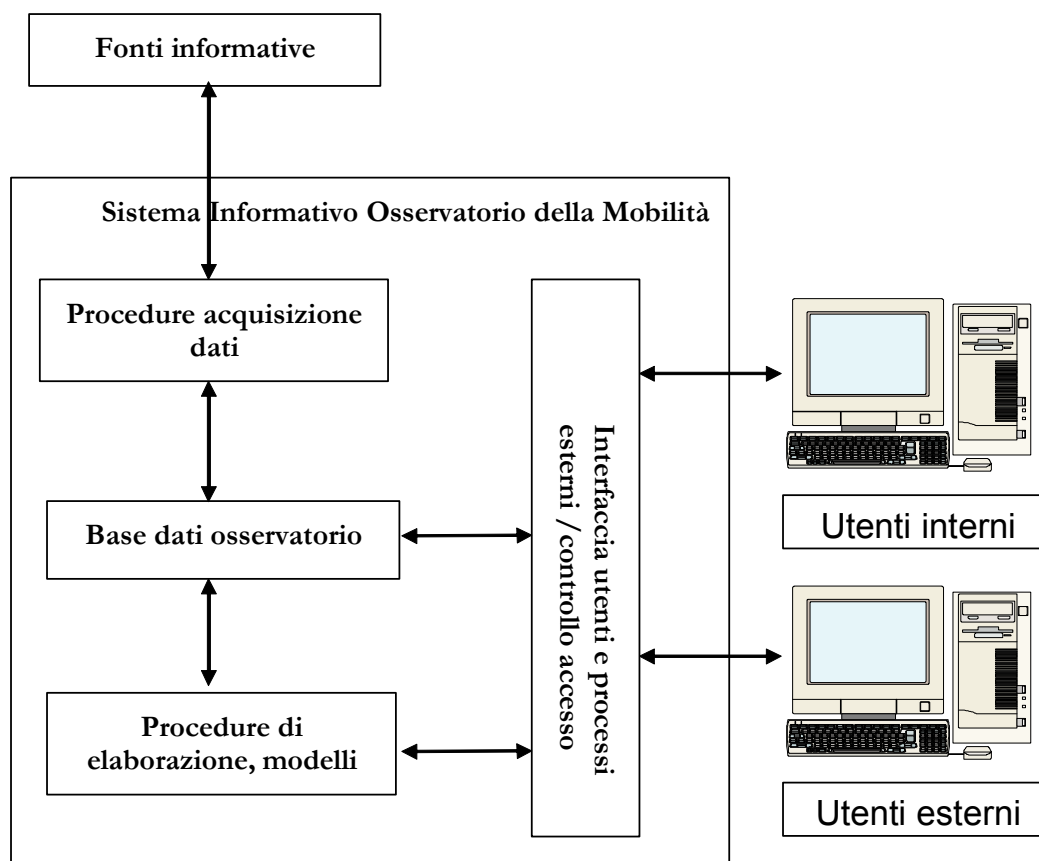 Fonti informative
Sistema Informativo Osservatorio della Mobilità
Procedure acquisizione
dati
Base dati osservatorio
Procedure di
elaborazione, modelli
Interfaccia utenti e processi
esterni /controllo accesso
Utenti interni
Utenti esterni